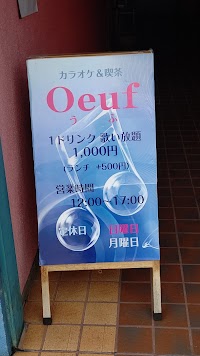 カラオケ&喫茶
Oeuf
うふ
1ドリンク 歌い放題
1,000円
(ランチ +500円)
営業時間
12:00〜17:00
定休日 日曜日
月曜日